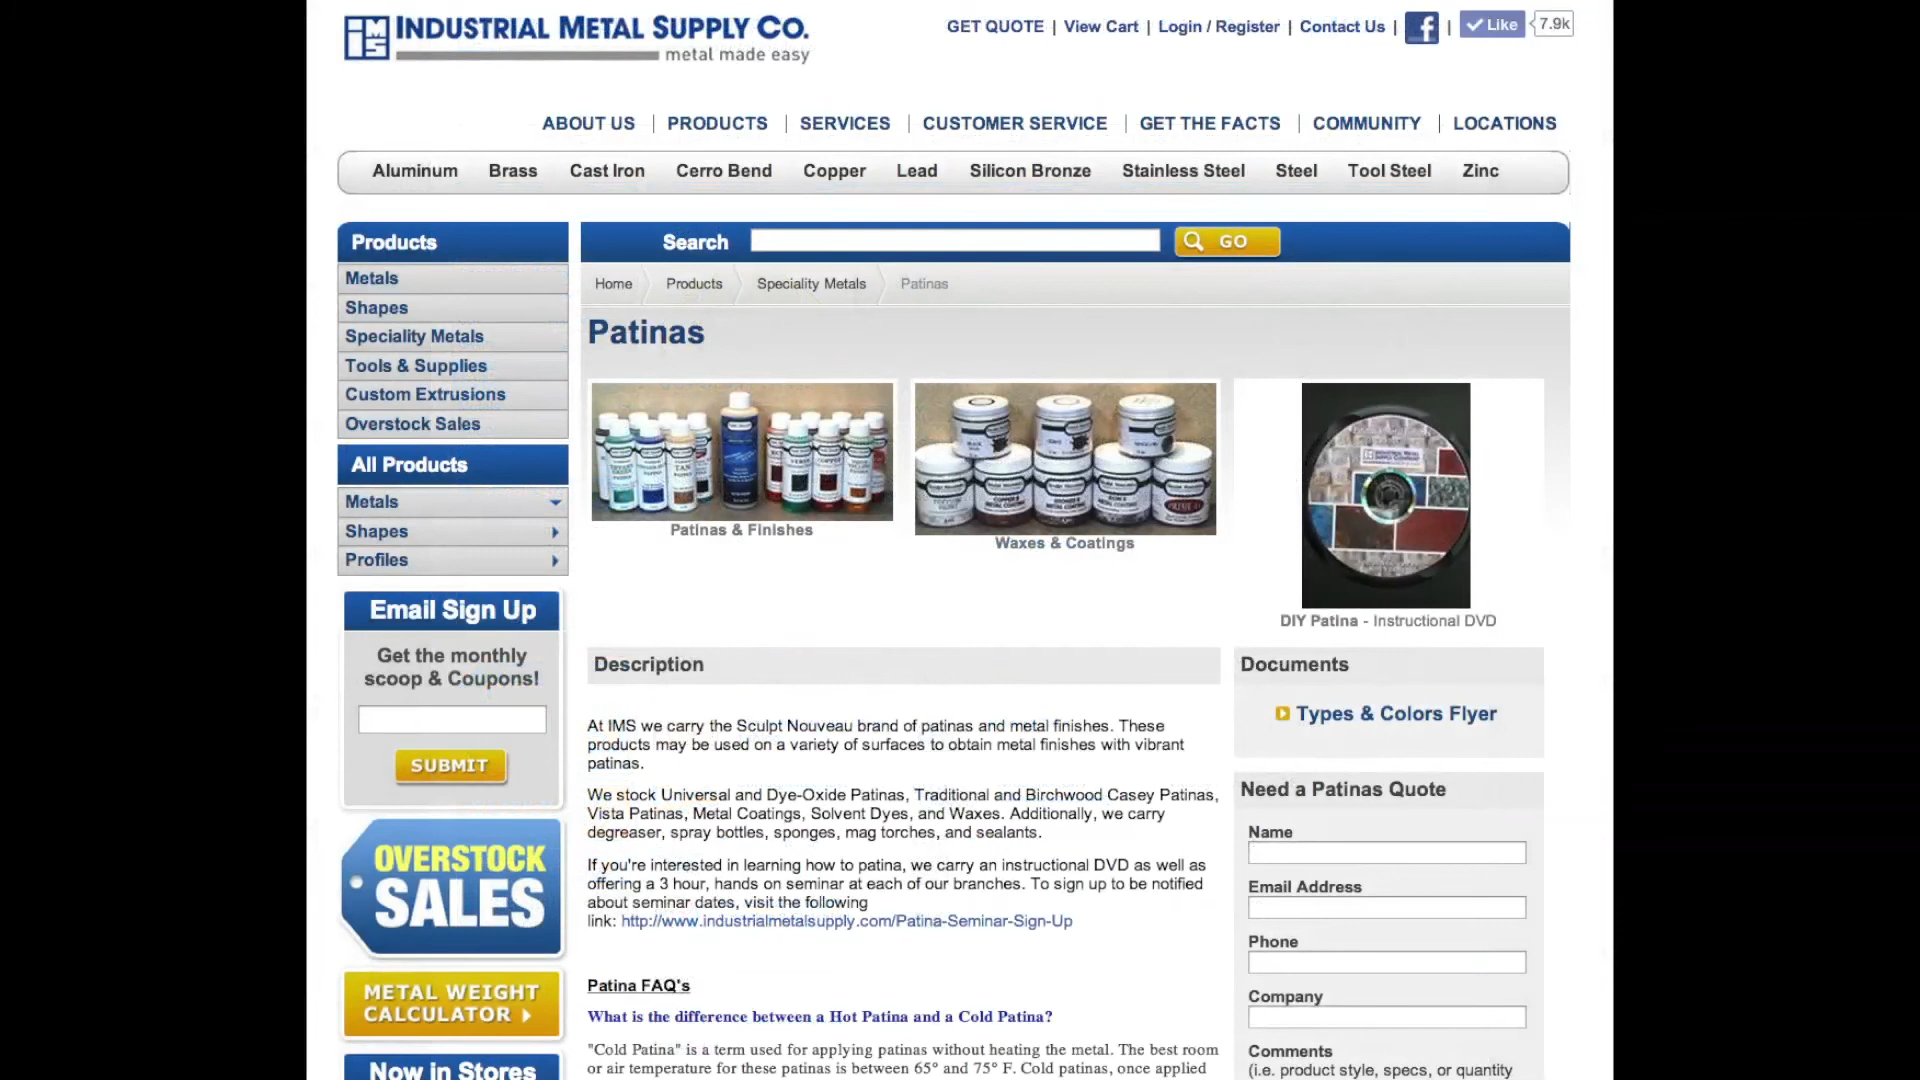 IMS INDUSTRIAL METAL SUPPLY CO.
metal made easy
GET QUOTE | View Cart | Login / Register | Contact Us | f | Like 7.9k
ABOUT US | PRODUCTS | SERVICES | CUSTOMER SERVICE | GET THE FACTS | COMMUNITY | LOCATIONS
Aluminum Brass Cast Iron Cerro Bend Copper Lead Silicon Bronze Stainless Steel Steel Tool Steel Zinc
Products
Metals
Shapes
Speciality Metals
Tools & Supplies
Custom Extrusions
Overstock Sales
All Products
Metals
Shapes
Profiles
Email Sign Up
Get the monthly
scoop & Coupons!
SUBMIT
OVERSTOCK
SALES
METAL WEIGHT
CALCULATOR
Now in Stores
Search GO
Home Products Speciality Metals Patinas
Patinas
TAN
Patinas & Finishes
Waxes & Coatings
DIY Patina - Instructional DVD
Description
At IMS we carry the Sculpt Nouveau brand of patinas and metal finishes. These
products may be used on a variety of surfaces to obtain metal finishes with vibrant
patinas.
We stock Universal and Dye-Oxide Patinas, Traditional and Birchwood Casey Patinas,
Vista Patinas, Metal Coatings, Solvent Dyes, and Waxes. Additionally, we carry
degreaser, spray bottles, sponges, mag torches, and sealants.
If you're interested in learning how to patina, we carry an instructional DVD as well as
offering a 3 hour, hands on seminar at each of our branches. To sign up to be notified
about seminar dates, visit the following
link: http://www.industrialmetalsupply.com/Patina-Seminar-Sign-Up
Patina FAQ's
What is the difference between a Hot Patina and a Cold Patina?
"Cold Patina" is a term used for applying patinas without heating the metal. The best room
or air temperature for these patinas is between 65° and 75° F. Cold patinas, once applied
Documents
Types & Colors Flyer
Need a Patinas Quote
Name
Email Address
Phone
Company
Comments
(i.e. product style, specs, or quantity